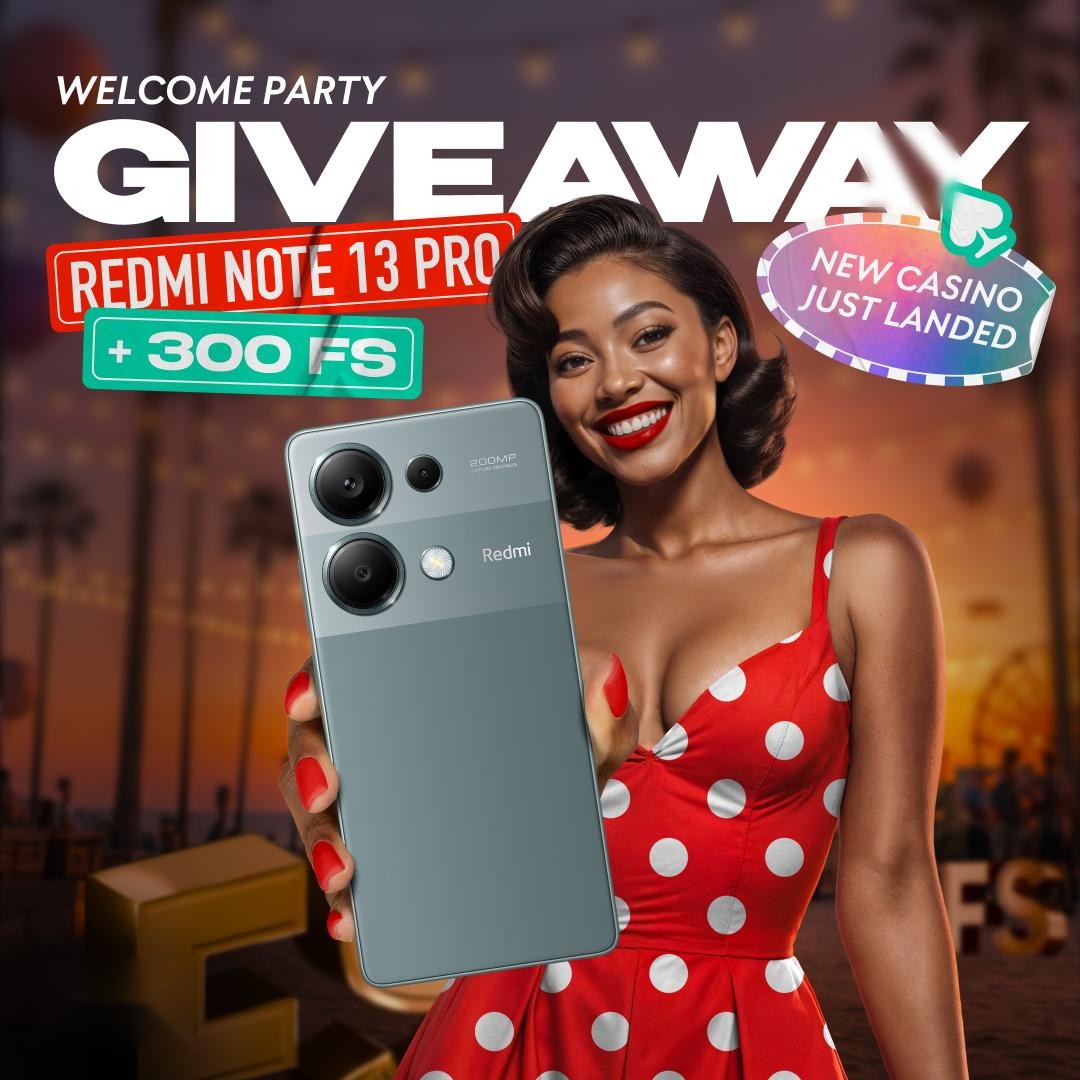 WELCOME PARTY
GIVEAWAY
REDMI NOTE 13 PRO
+ 300 FS
NEW CASINO
JUST LANDED
200MP
Redmi
FS